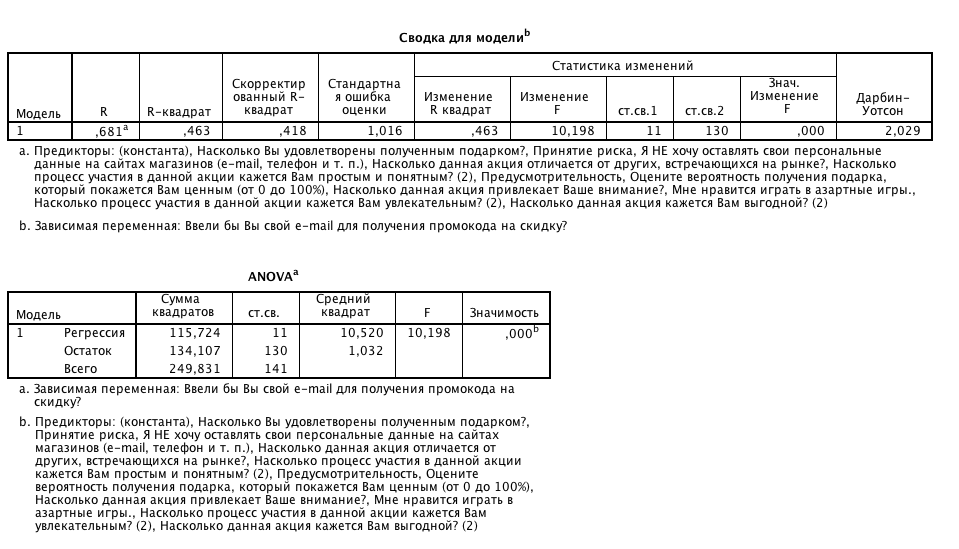 Сводка для модели^b
Статистика изменений
Модель R R-квадрат Скорректир
ованный R-
квадрат Стандартна
я ошибка
оценки Изменение
R квадрат Изменение
F ст.св.1 ст.св.2 Знач.
Изменение
F Дарбин-
Уотсон
1 ,681^a ,463 ,418 1,016 ,463 10,198 11 130 ,000 2,029
a. Предикторы: (константа), Насколько Вы удовлетворены полученным подарком?, Принятие риска, Я НЕ хочу оставлять свои персональные
данные на сайтах магазинов (e-mail, телефон и т. п.), Насколько данная акция отличается от других, встречающихся на рынке?, Насколько
процесс участия в данной акции кажется Вам простым и понятным? (2), Предусмотрительность, Оцените вероятность получения подарка,
который покажется Вам ценным (от 0 до 100%), Насколько данная акция привлекает Ваше внимание?, Мне нравится играть в азартные игры.,
Насколько процесс участия в данной акции кажется Вам увлекательным? (2), Насколько данная акция кажется Вам выгодной? (2)
b. Зависимая переменная: Ввели бы Вы свой e-mail для получения промокода на скидку?
ANOVA^a
Модель Сумма
квадратов ст.св. Средний
квадрат F Значимость
1 Регрессия 115,724 11 10,520 10,198 ,000^b
Остаток 134,107 130 1,032
Всего 249,831 141
a. Зависимая переменная: Ввели бы Вы свой e-mail для получения промокода на
скидку?
b. Предикторы: (константа), Насколько Вы удовлетворены полученным подарком?,
Принятие риска, Я НЕ хочу оставлять свои персональные данные на сайтах
магазинов (e-mail, телефон и т. п.), Насколько данная акция отличается от
других, встречающихся на рынке?, Насколько процесс участия в данной акции
кажется Вам простым и понятным? (2), Предусмотрительность, Оцените
вероятность получения подарка, который покажется Вам ценным (от 0 до 100%),
Насколько данная акция привлекает Ваше внимание?, Мне нравится играть в
азартные игры., Насколько процесс участия в данной акции кажется Вам
увлекательным? (2), Насколько данная акция кажется Вам выгодной? (2)